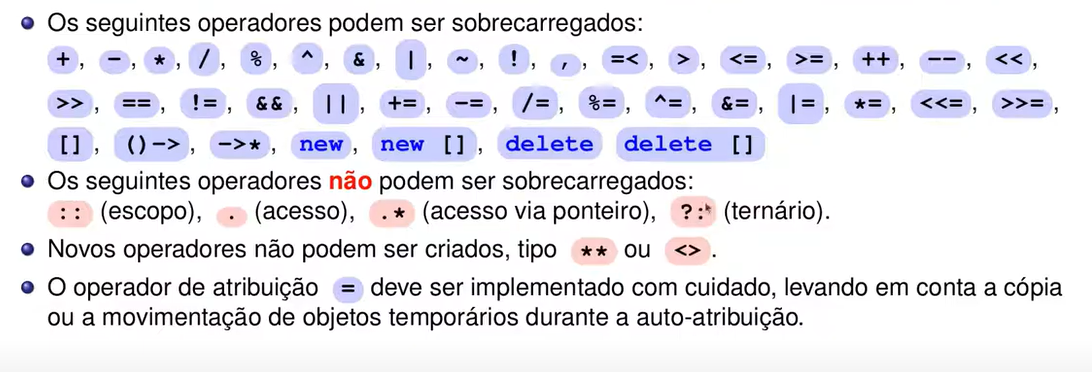 Os seguintes operadores podem ser sobrecarregados:
+, -, *, /, %, ^, &, |, ~, !, ,, =<, >, <=, >=, ++, --, <<,
>>, ==, !=, &&, ||, +=, -=, /=, %=, ^=, &=, |=, *=, <<=, >>=,
[], ()->, ->*, new, new [], delete delete []
Os seguintes operadores não podem ser sobrecarregados:
:: (escopo), . (acesso), .* (acesso via ponteiro), ?: (ternário).
Novos operadores não podem ser criados, tipo ** ou <>.
O operador de atribuição = deve ser implementado com cuidado, levando em conta a cópia
ou a movimentação de objetos temporários durante a auto-atribuição.